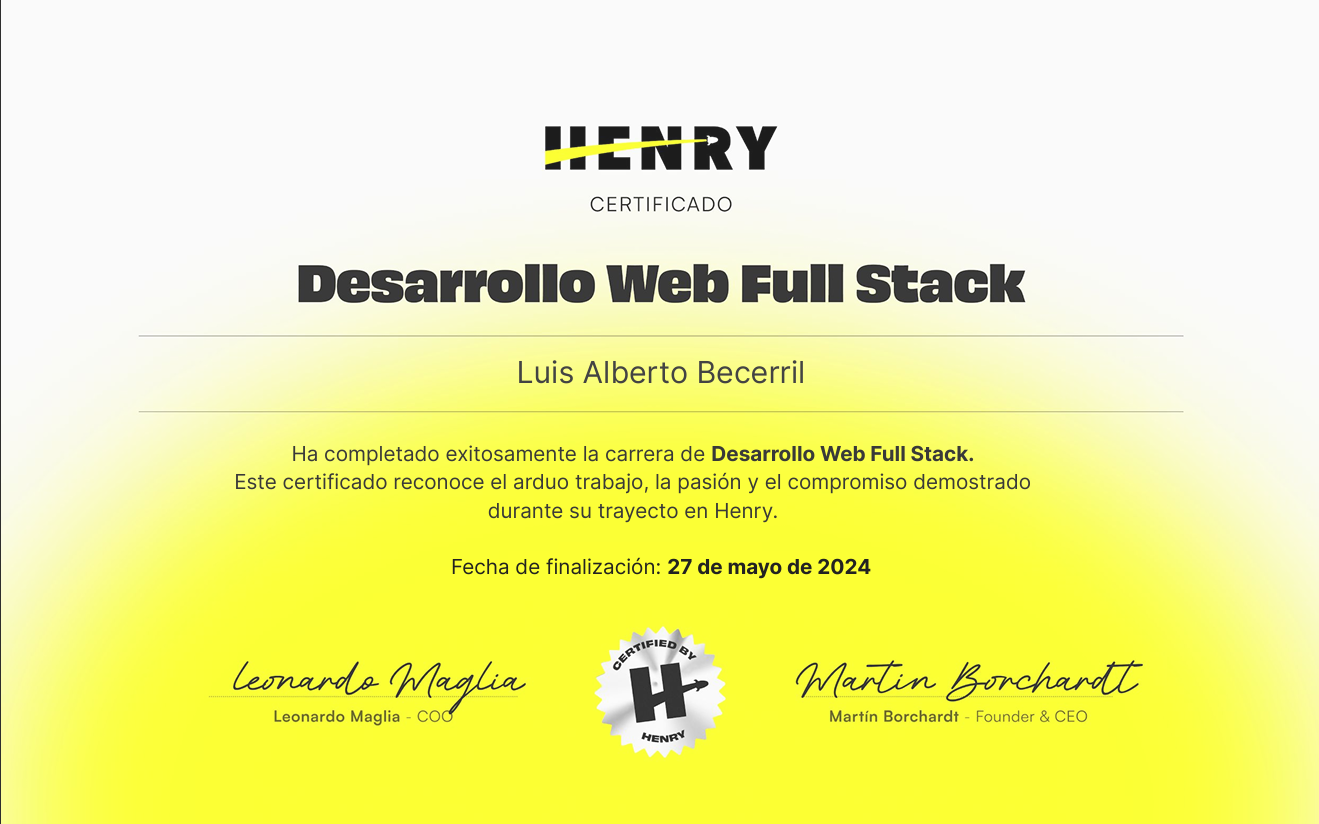 HENRY
CERTIFICADO
Desarrollo Web Full Stack
Luis Alberto Becerril
Ha completado exitosamente la carrera de Desarrollo Web Full Stack.
Este certificado reconoce el arduo trabajo, la pasión y el compromiso demostrado
durante su trayecto en Henry.
Fecha de finalización: 27 de mayo de 2024
Leonardo Maglia
Leonardo Maglia - COO
CERTIFIED BY
H
HENRY
Martin Borchardt
Martín Borchardt - Founder & CEO